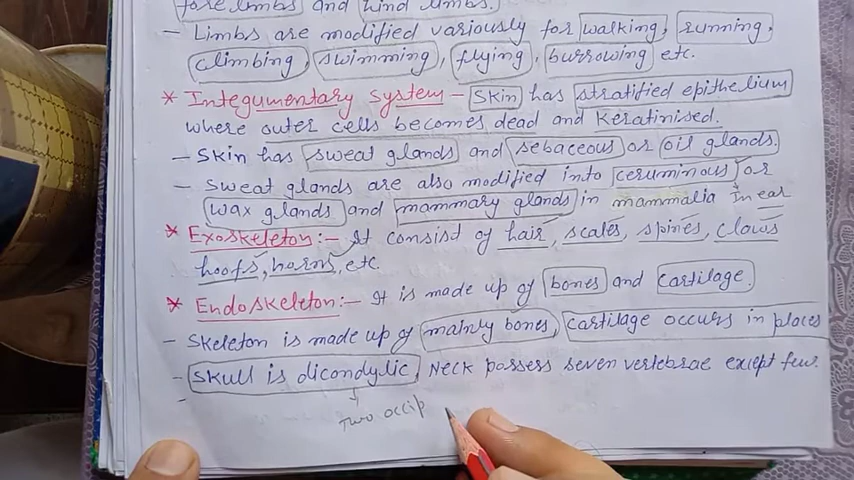 forelimbs and hind limbs.
- Limbs are modified variously for walking, running,
climbing, swimming, flying, burrowing etc.
* Integumentary system - Skin has stratified epithelium
where outer cells becomes dead and keratinised.
- Skin has sweat glands and sebaceous or oil glands.
- Sweat glands are also modified into ceruminous or
wax glands and mammary glands in mammalia In ear
* Exoskeleton:- It consist of hair, scales, spines, claws
hoofs, horns, etc.
* Endoskeleton:- It is made up of bones and cartilage.
- Skeleton is made up of mainly bones, cartilage occurs in places
- Skull is dicondylic Neck possess seven vertebrae except few.
- Two occip